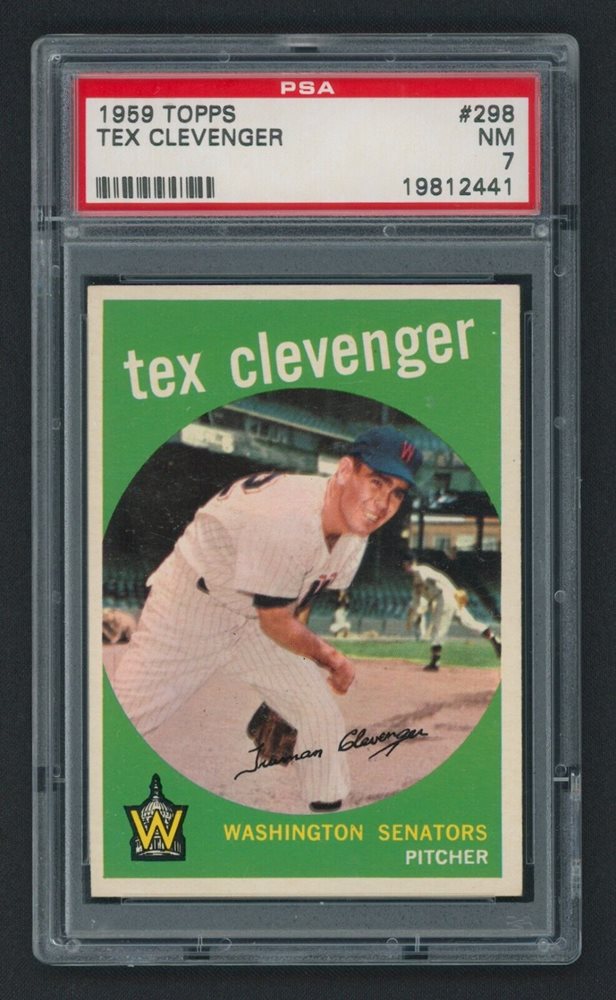 PSA
1959 TOPPS #298
TEX CLEVENGER NM
7
19812441
tex clevenger
W
Truman Clevenger
W
WASHINGTON SENATORS
PITCHER